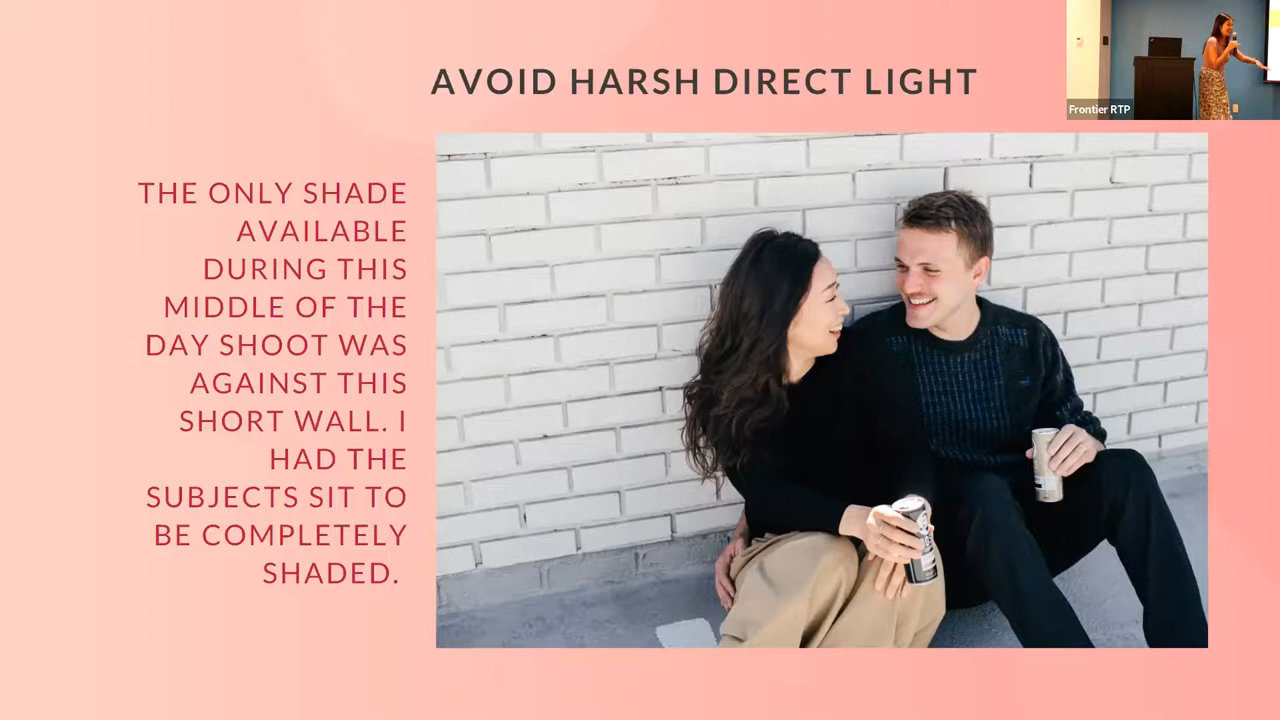 AVOID HARSH DIRECT LIGHT
Frontier RTP
THE ONLY SHADE
AVAILABLE
DURING THIS
MIDDLE OF THE
DAY SHOOT WAS
AGAINST THIS
SHORT WALL. I
HAD THE
SUBJECTS SIT TO
BE COMPLETELY
SHADED.